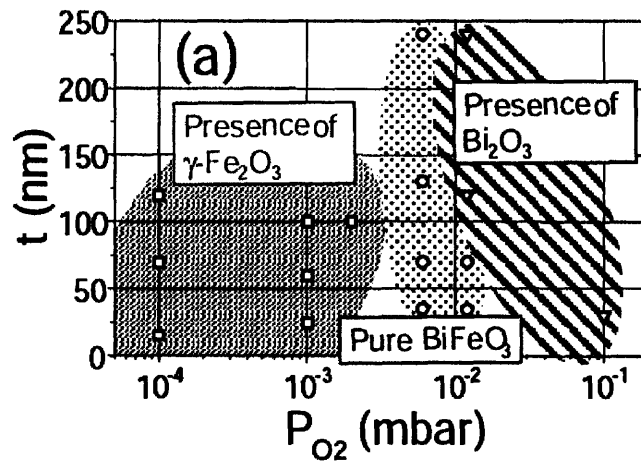 (a)
250
200
150
100
50
0
t (nm)
Presence of
γ-Fe₂O₃
Presence of
Bi₂O₃
Pure BiFeO₃
10⁻⁴
10⁻³
10⁻²
10⁻¹
P_O2 (mbar)